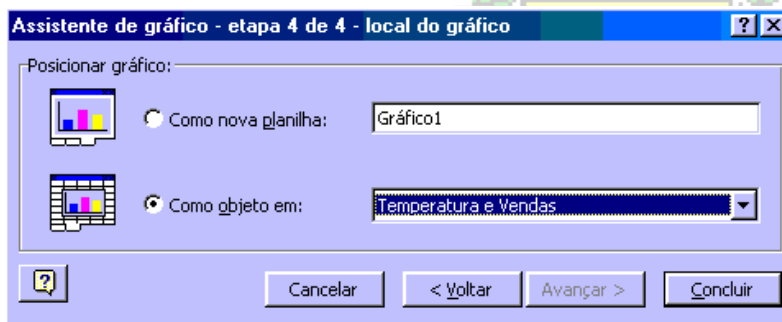 Assistente de gráfico - etapa 4 de 4 - local do gráfico
Posicionar gráfico:
Como nova planilha: Gráfico1
Como objeto em: Temperatura e Vendas
Cancelar < Voltar Avançar > Concluir